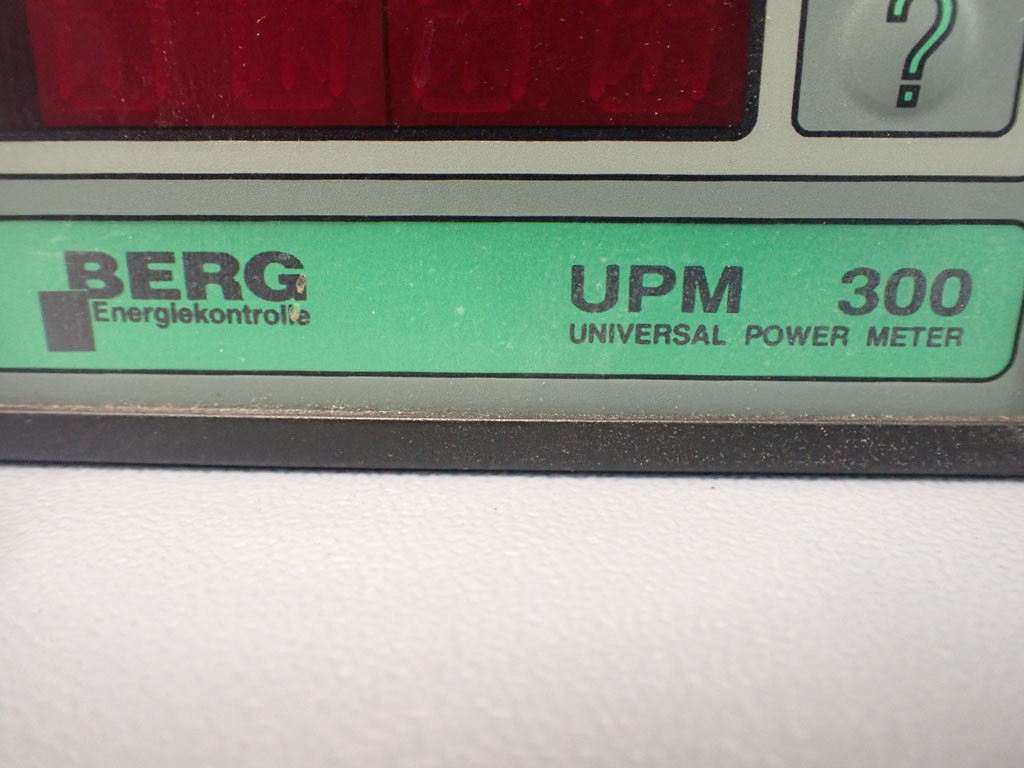 ?
BERG
Energiekontrolle
UPM 300
UNIVERSAL POWER METER